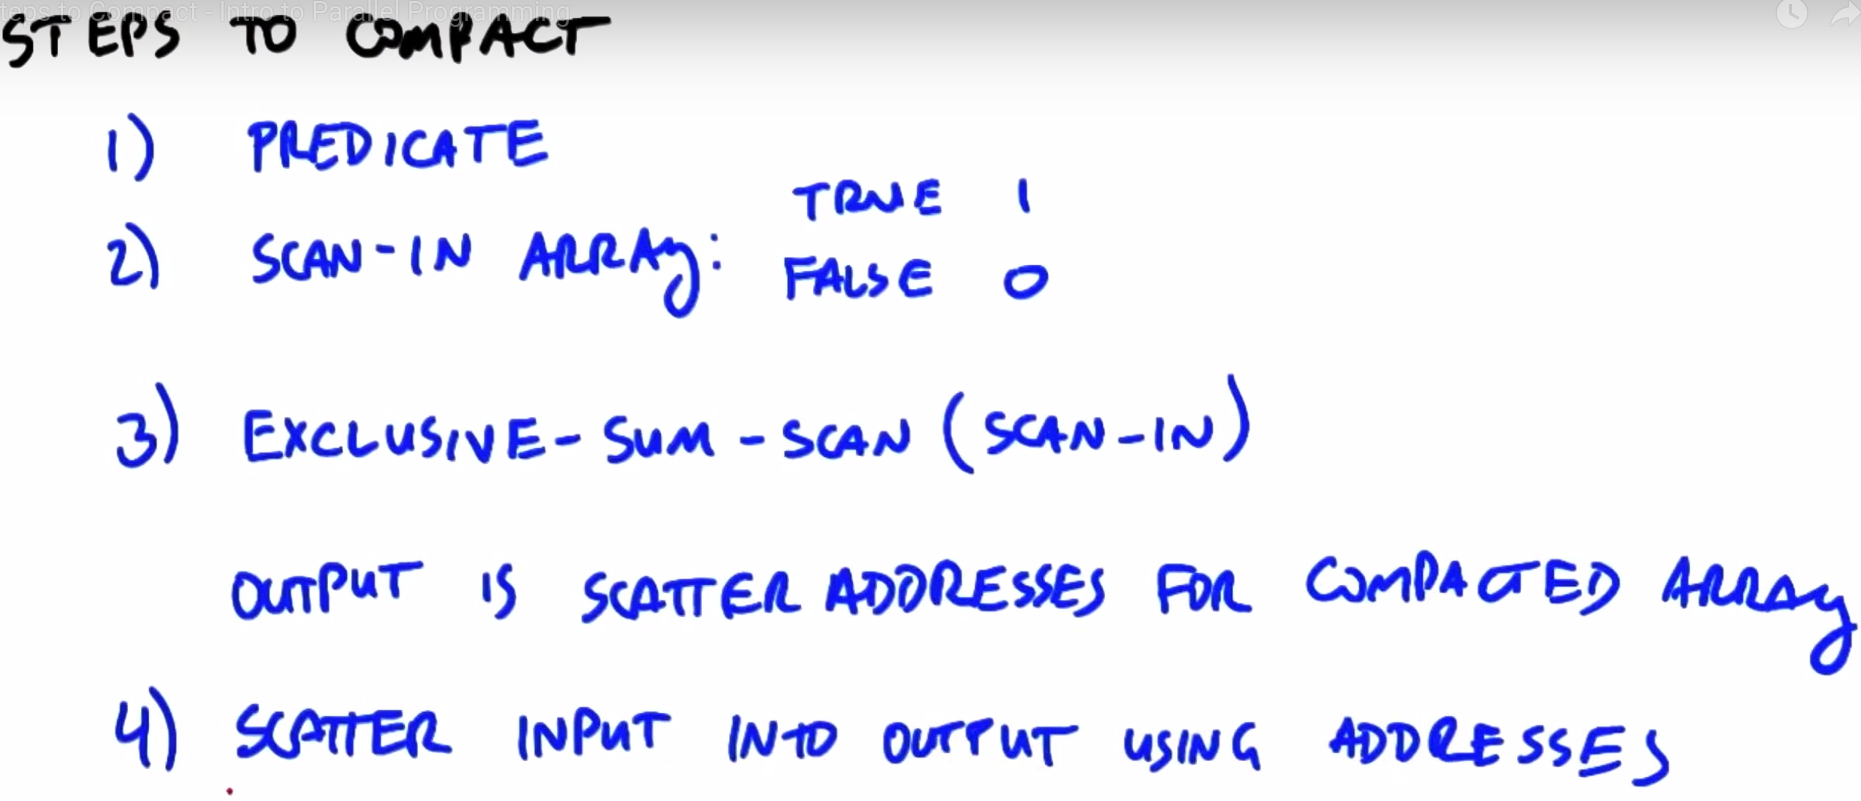 Steps to Compact - Intro to Parallel Programming
STEPS TO COMPACT
1) PREDICATE
TRUE 1
2) SCAN-IN ARRAY:
FALSE 0
3) EXCLUSIVE-SUM-SCAN (SCAN-IN)
OUTPUT IS SCATTER ADDRESSES FOR COMPACTED ARRAY
4) SCATTER INPUT INTO OUTPUT USING ADDRESSES